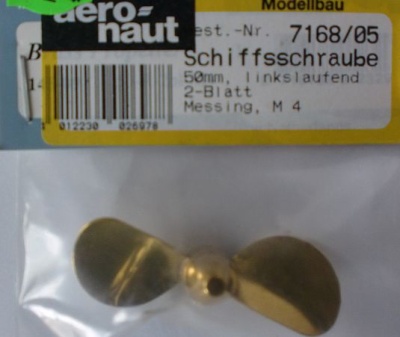 Modellbau
aero=
naut
est.-Nr. 7168/05
Schiffsschraube
50mm, linkslaufend
2-Blatt
Messing, M 4
012230 026978